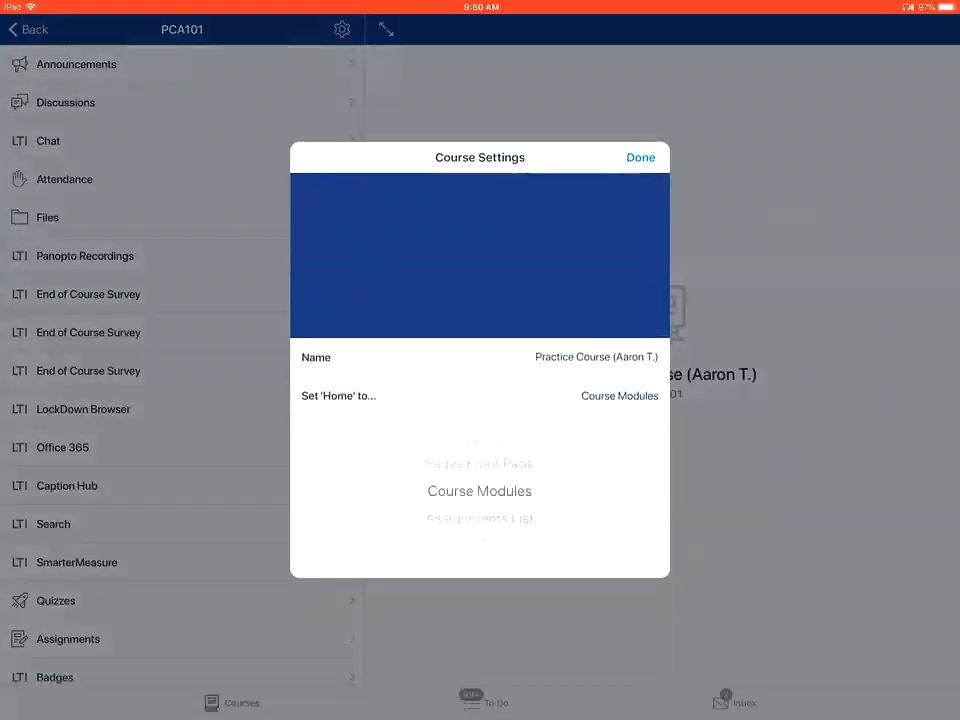 iPad
9:50 AM
97%
Back
PCA101
Announcements
Discussions
LTI Chat
Attendance
Files
LTI Panopto Recordings
LTI End of Course Survey
LTI End of Course Survey
LTI End of Course Survey
LTI LockDown Browser
LTI Office 365
LTI Caption Hub
LTI Search
LTI SmarterMeasure
Quizzes
Assignments
LTI Badges
Course Settings
Done
Name
Practice Course (Aaron T.)
Set 'Home' to...
Course Modules
Pages Front Page
Course Modules
Assignments List
se (Aaron T.)
01
Courses
To Do
Inbox